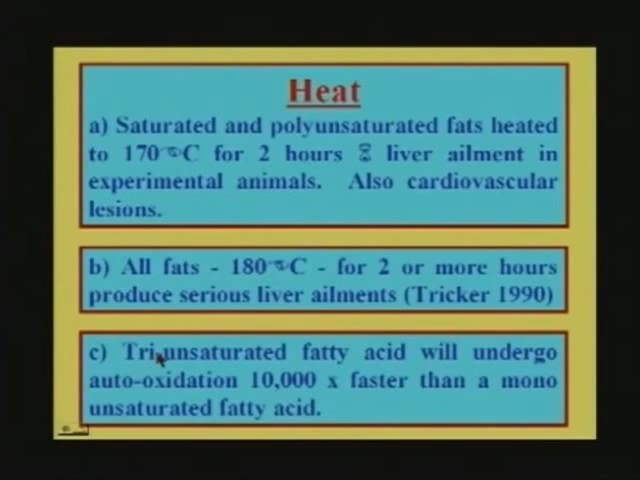 Heat
a) Saturated and polyunsaturated fats heated
to 170 C for 2 hours liver ailment in
experimental animals. Also cardiovascular
lesions.
b) All fats - 180 C - for 2 or more hours
produce serious liver ailments (Tricker 1990)
c) Tri unsaturated fatty acid will undergo
auto-oxidation 10,000 x faster than a mono
unsaturated fatty acid.